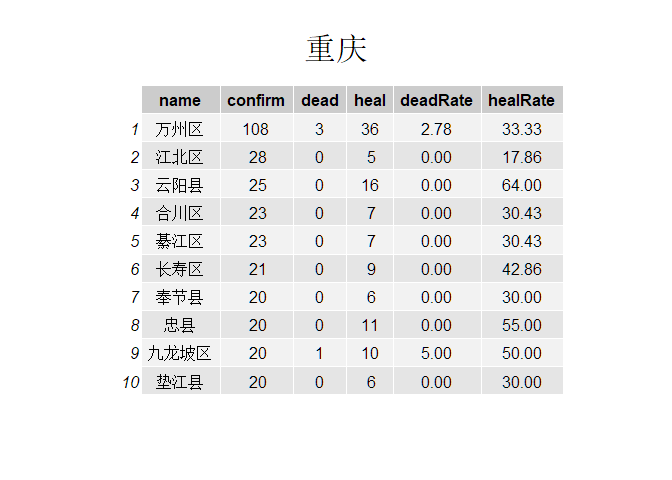 重庆
name confirm dead heal deadRate healRate
1 万州区 108 3 36 2.78 33.33
2 江北区 28 0 5 0.00 17.86
3 云阳县 25 0 16 0.00 64.00
4 合川区 23 0 7 0.00 30.43
5 綦江区 23 0 7 0.00 30.43
6 长寿区 21 0 9 0.00 42.86
7 奉节县 20 0 6 0.00 30.00
8 忠县 20 0 11 0.00 55.00
9 九龙坡区 20 1 10 5.00 50.00
10 垫江县 20 0 6 0.00 30.00